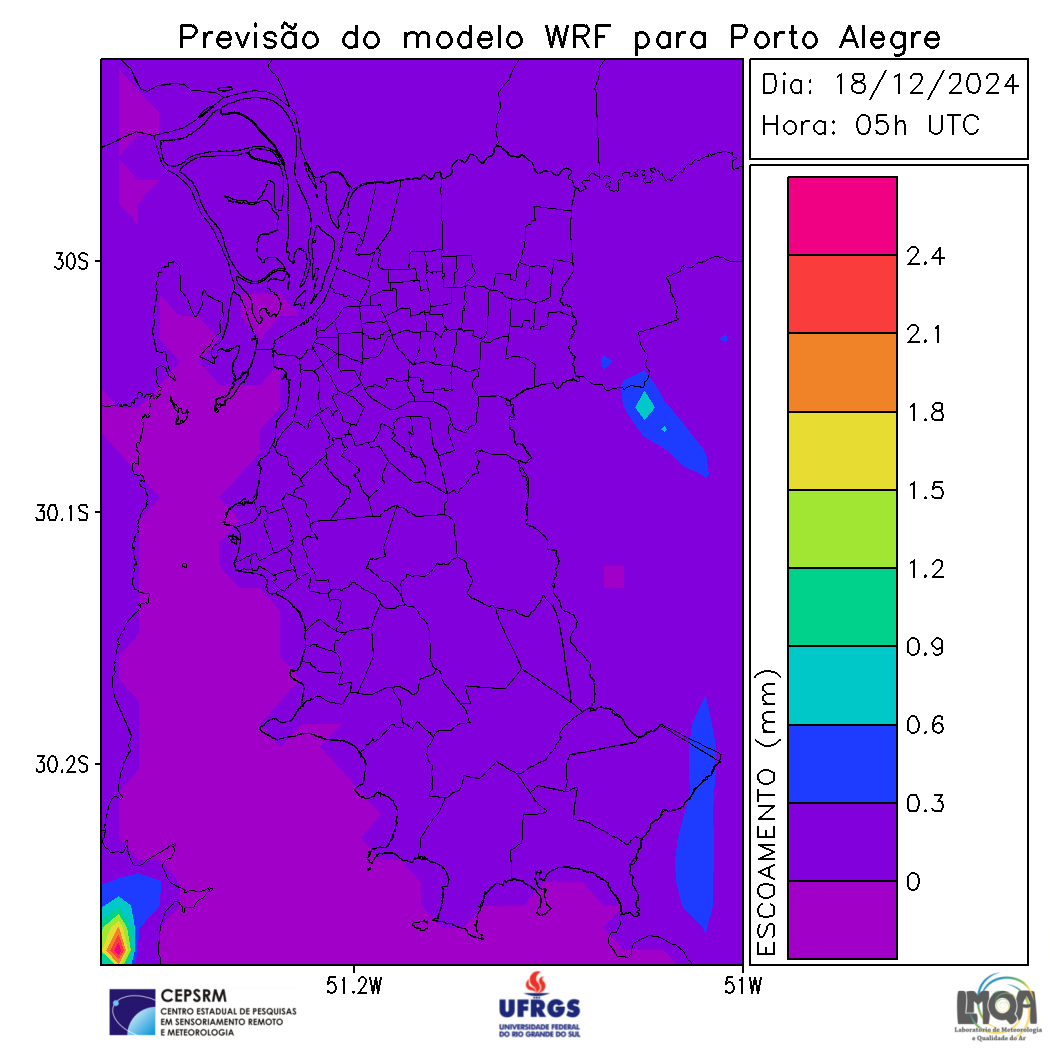 Previsão do modelo WRF para Porto Alegre
Dia: 18/12/2024
Hora: 05h UTC
30S
30.1S
30.2S
51.2W
51W
ESCOAMENTO (mm)
2.4
2.1
1.8
1.5
1.2
0.9
0.6
0.3
0
CEPSRM
CENTRO ESTADUAL DE PESQUISAS
EM SENSORIAMENTO REMOTO
E METEOROLOGIA
UFRGS
UNIVERSIDADE FEDERAL
DO RIO GRANDE DO SUL
LMQA
Laboratório de Meteorologia
e Qualidade do Ar